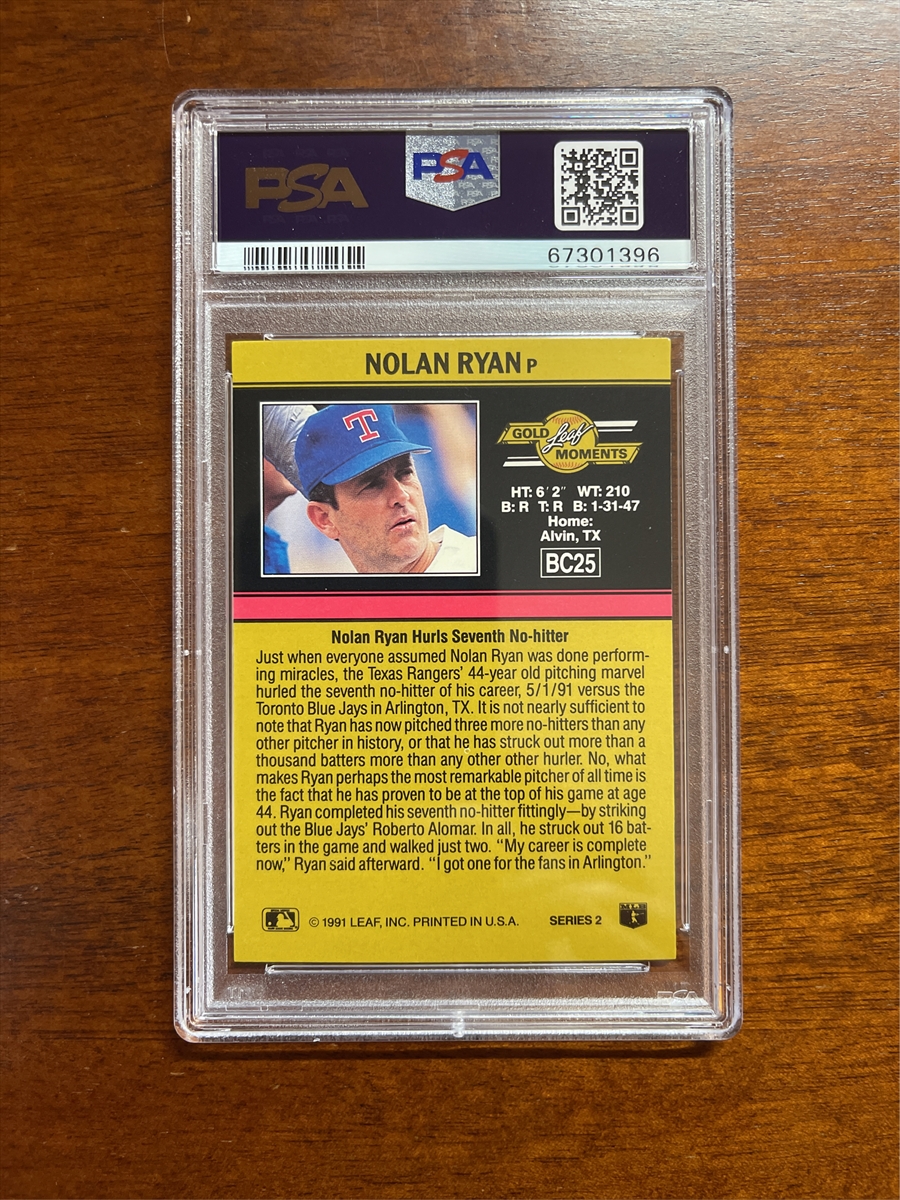 PSA
PSA
67301396
NOLAN RYAN P
T
GOLD Leaf MOMENTS
HT: 6' 2" WT: 210
B: R T: R B: 1-31-47
Home:
Alvin, TX
BC25
Nolan Ryan Hurls Seventh No-hitter
Just when everyone assumed Nolan Ryan was done perform-
ing miracles, the Texas Rangers' 44-year old pitching marvel
hurled the seventh no-hitter of his career, 5/1/91 versus the
Toronto Blue Jays in Arlington, TX. It is not nearly sufficient to
note that Ryan has now pitched three more no-hitters than any
other pitcher in history, or that he has struck out more than a
thousand batters more than any other other hurler. No, what
makes Ryan perhaps the most remarkable pitcher of all time is
the fact that he has proven to be at the top of his game at age
44. Ryan completed his seventh no-hitter fittingly—by striking
out the Blue Jays' Roberto Alomar. In all, he struck out 16 bat-
ters in the game and walked just two. "My career is complete
now," Ryan said afterward. "I got one for the fans in Arlington."
© 1991 LEAF, INC. PRINTED IN U.S.A. SERIES 2
PSA